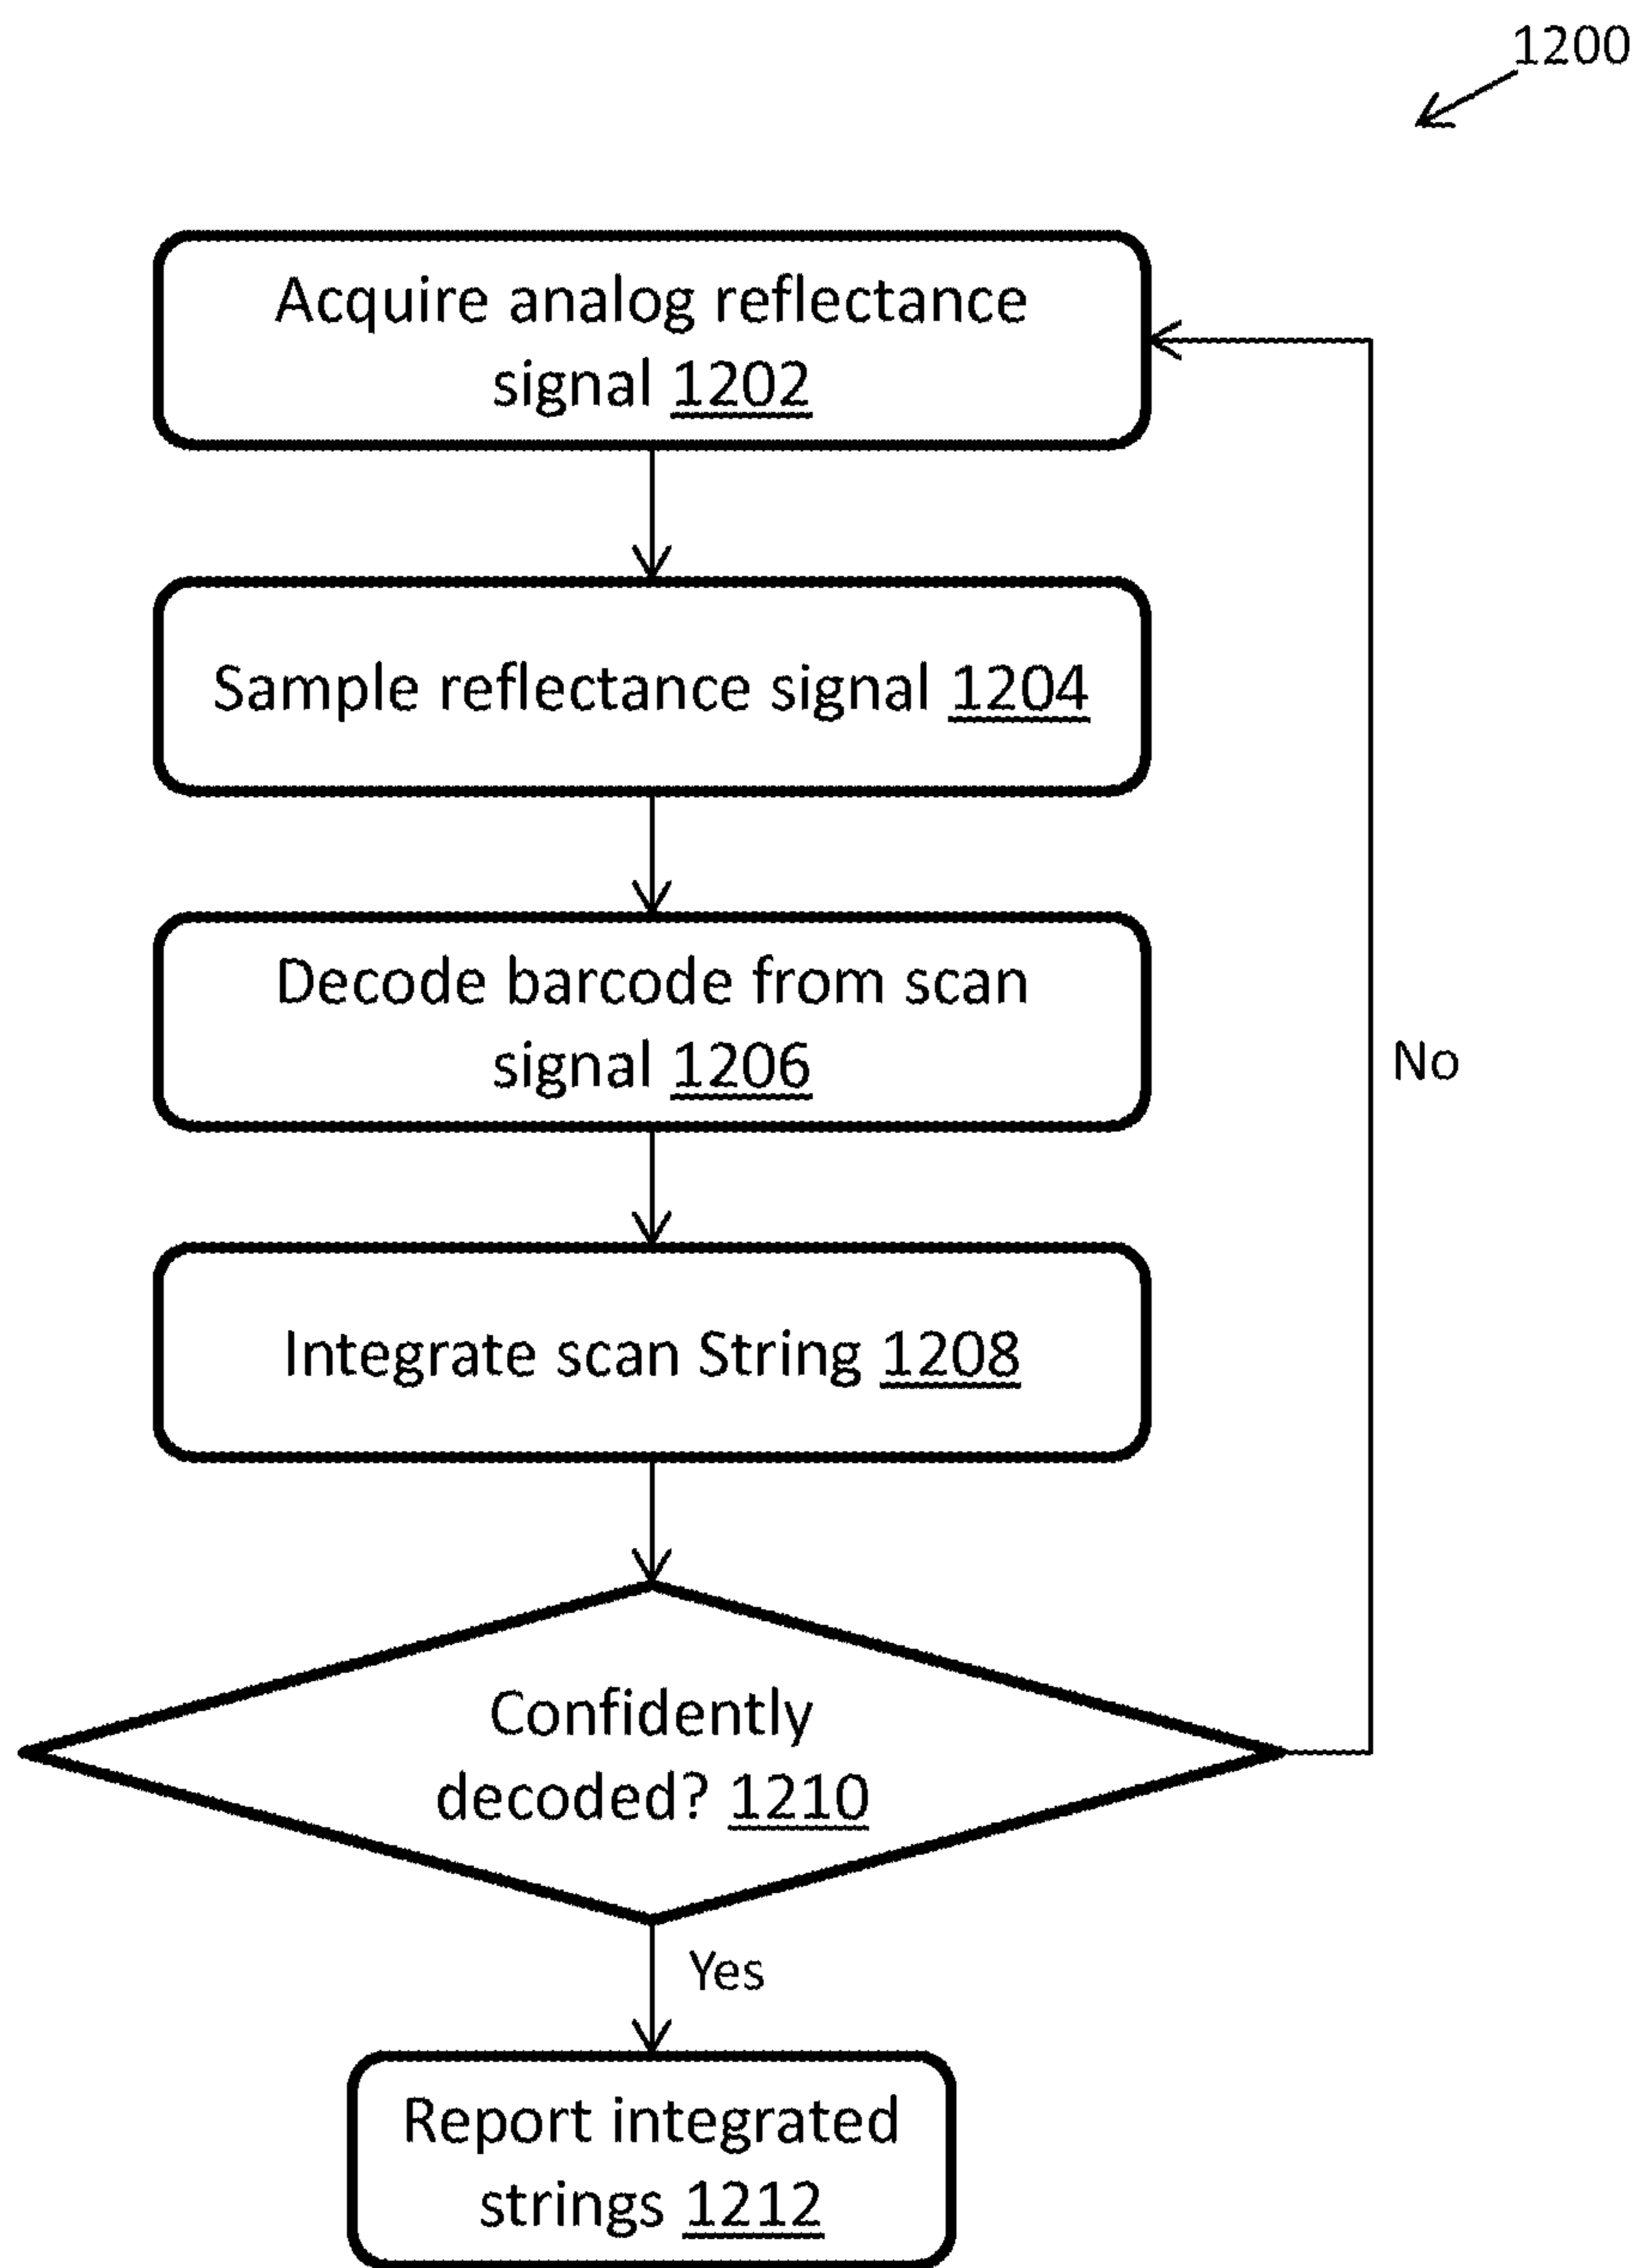 1200
Acquire analog reflectance
signal 1202
Sample reflectance signal 1204
Decode barcode from scan
signal 1206
No
Integrate scan String 1208
Confidently
decoded? 1210
Yes
Report integrated
strings 1212